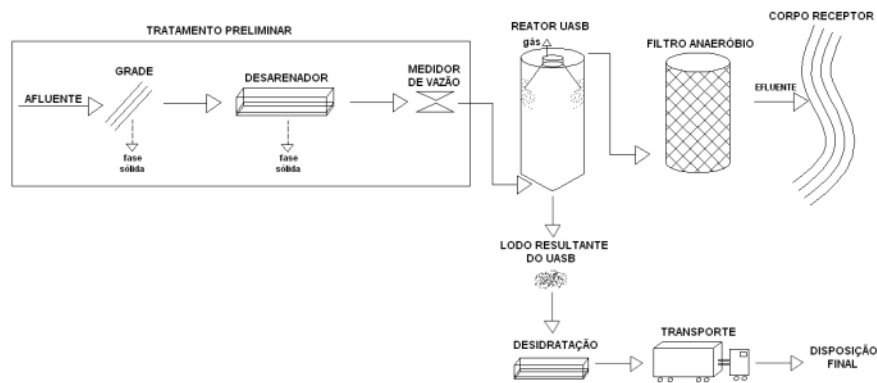 TRATAMENTO PRELIMINAR
AFLUENTE
GRADE
fase
sólida
DESARENADOR
fase
sólida
MEDIDOR
DE VAZÃO
REATOR UASB
gás
FILTRO ANAERÓBIO
EFLUENTE
CORPO RECEPTOR
LODO RESULTANTE
DO UASB
DESIDRATAÇÃO
TRANSPORTE
DISPOSIÇÃO
FINAL